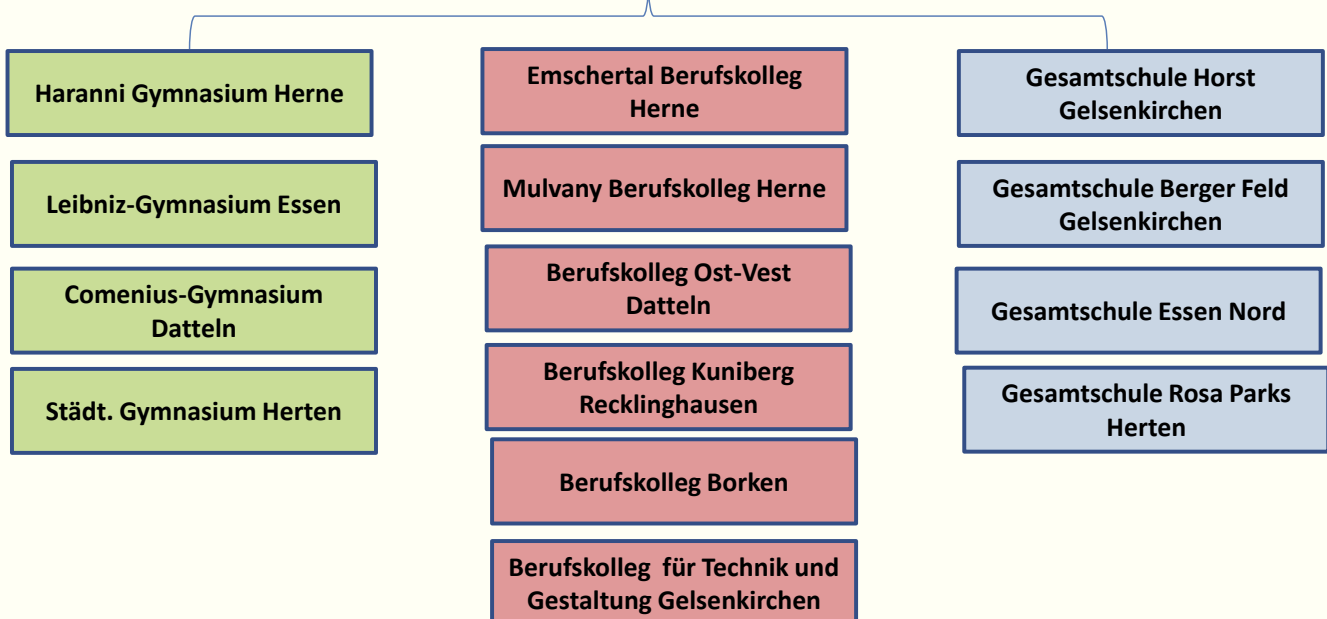 Haranni Gymnasium Herne
Leibniz-Gymnasium Essen
Comenius-Gymnasium
Datteln
Städt. Gymnasium Herten
Emschertal Berufskolleg
Herne
Mulvany Berufskolleg Herne
Berufskolleg Ost-Vest
Datteln
Berufskolleg Kuniberg
Recklinghausen
Berufskolleg Borken
Berufskolleg für Technik und
Gestaltung Gelsenkirchen
Gesamtschule Horst
Gelsenkirchen
Gesamtschule Berger Feld
Gelsenkirchen
Gesamtschule Essen Nord
Gesamtschule Rosa Parks
Herten